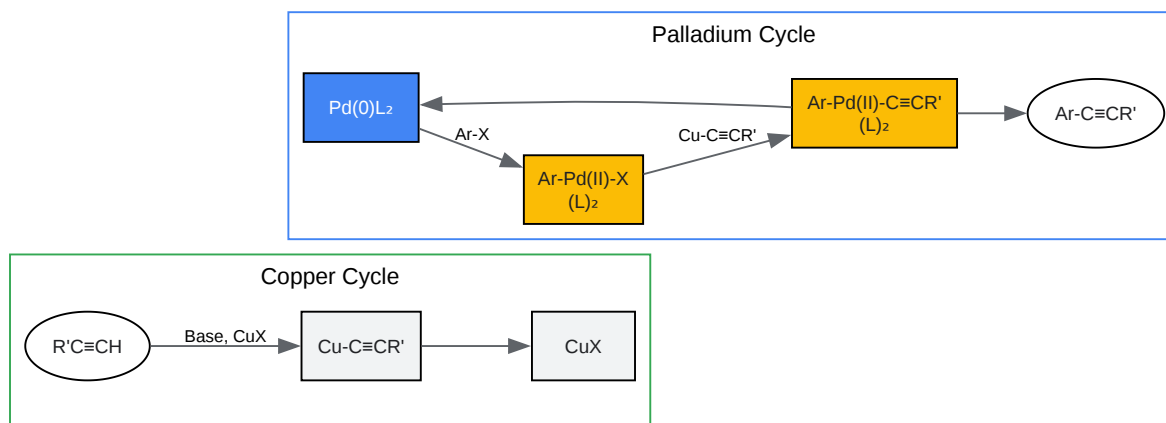 Palladium Cycle
Pd(0)L₂
Ar-X
Ar-Pd(II)-X
(L)₂
Cu-C≡CR'
Ar-Pd(II)-C≡CR'
(L)₂
Ar-C≡CR'
Copper Cycle
R'C≡CH
Base, CuX
Cu-C≡CR'
CuX